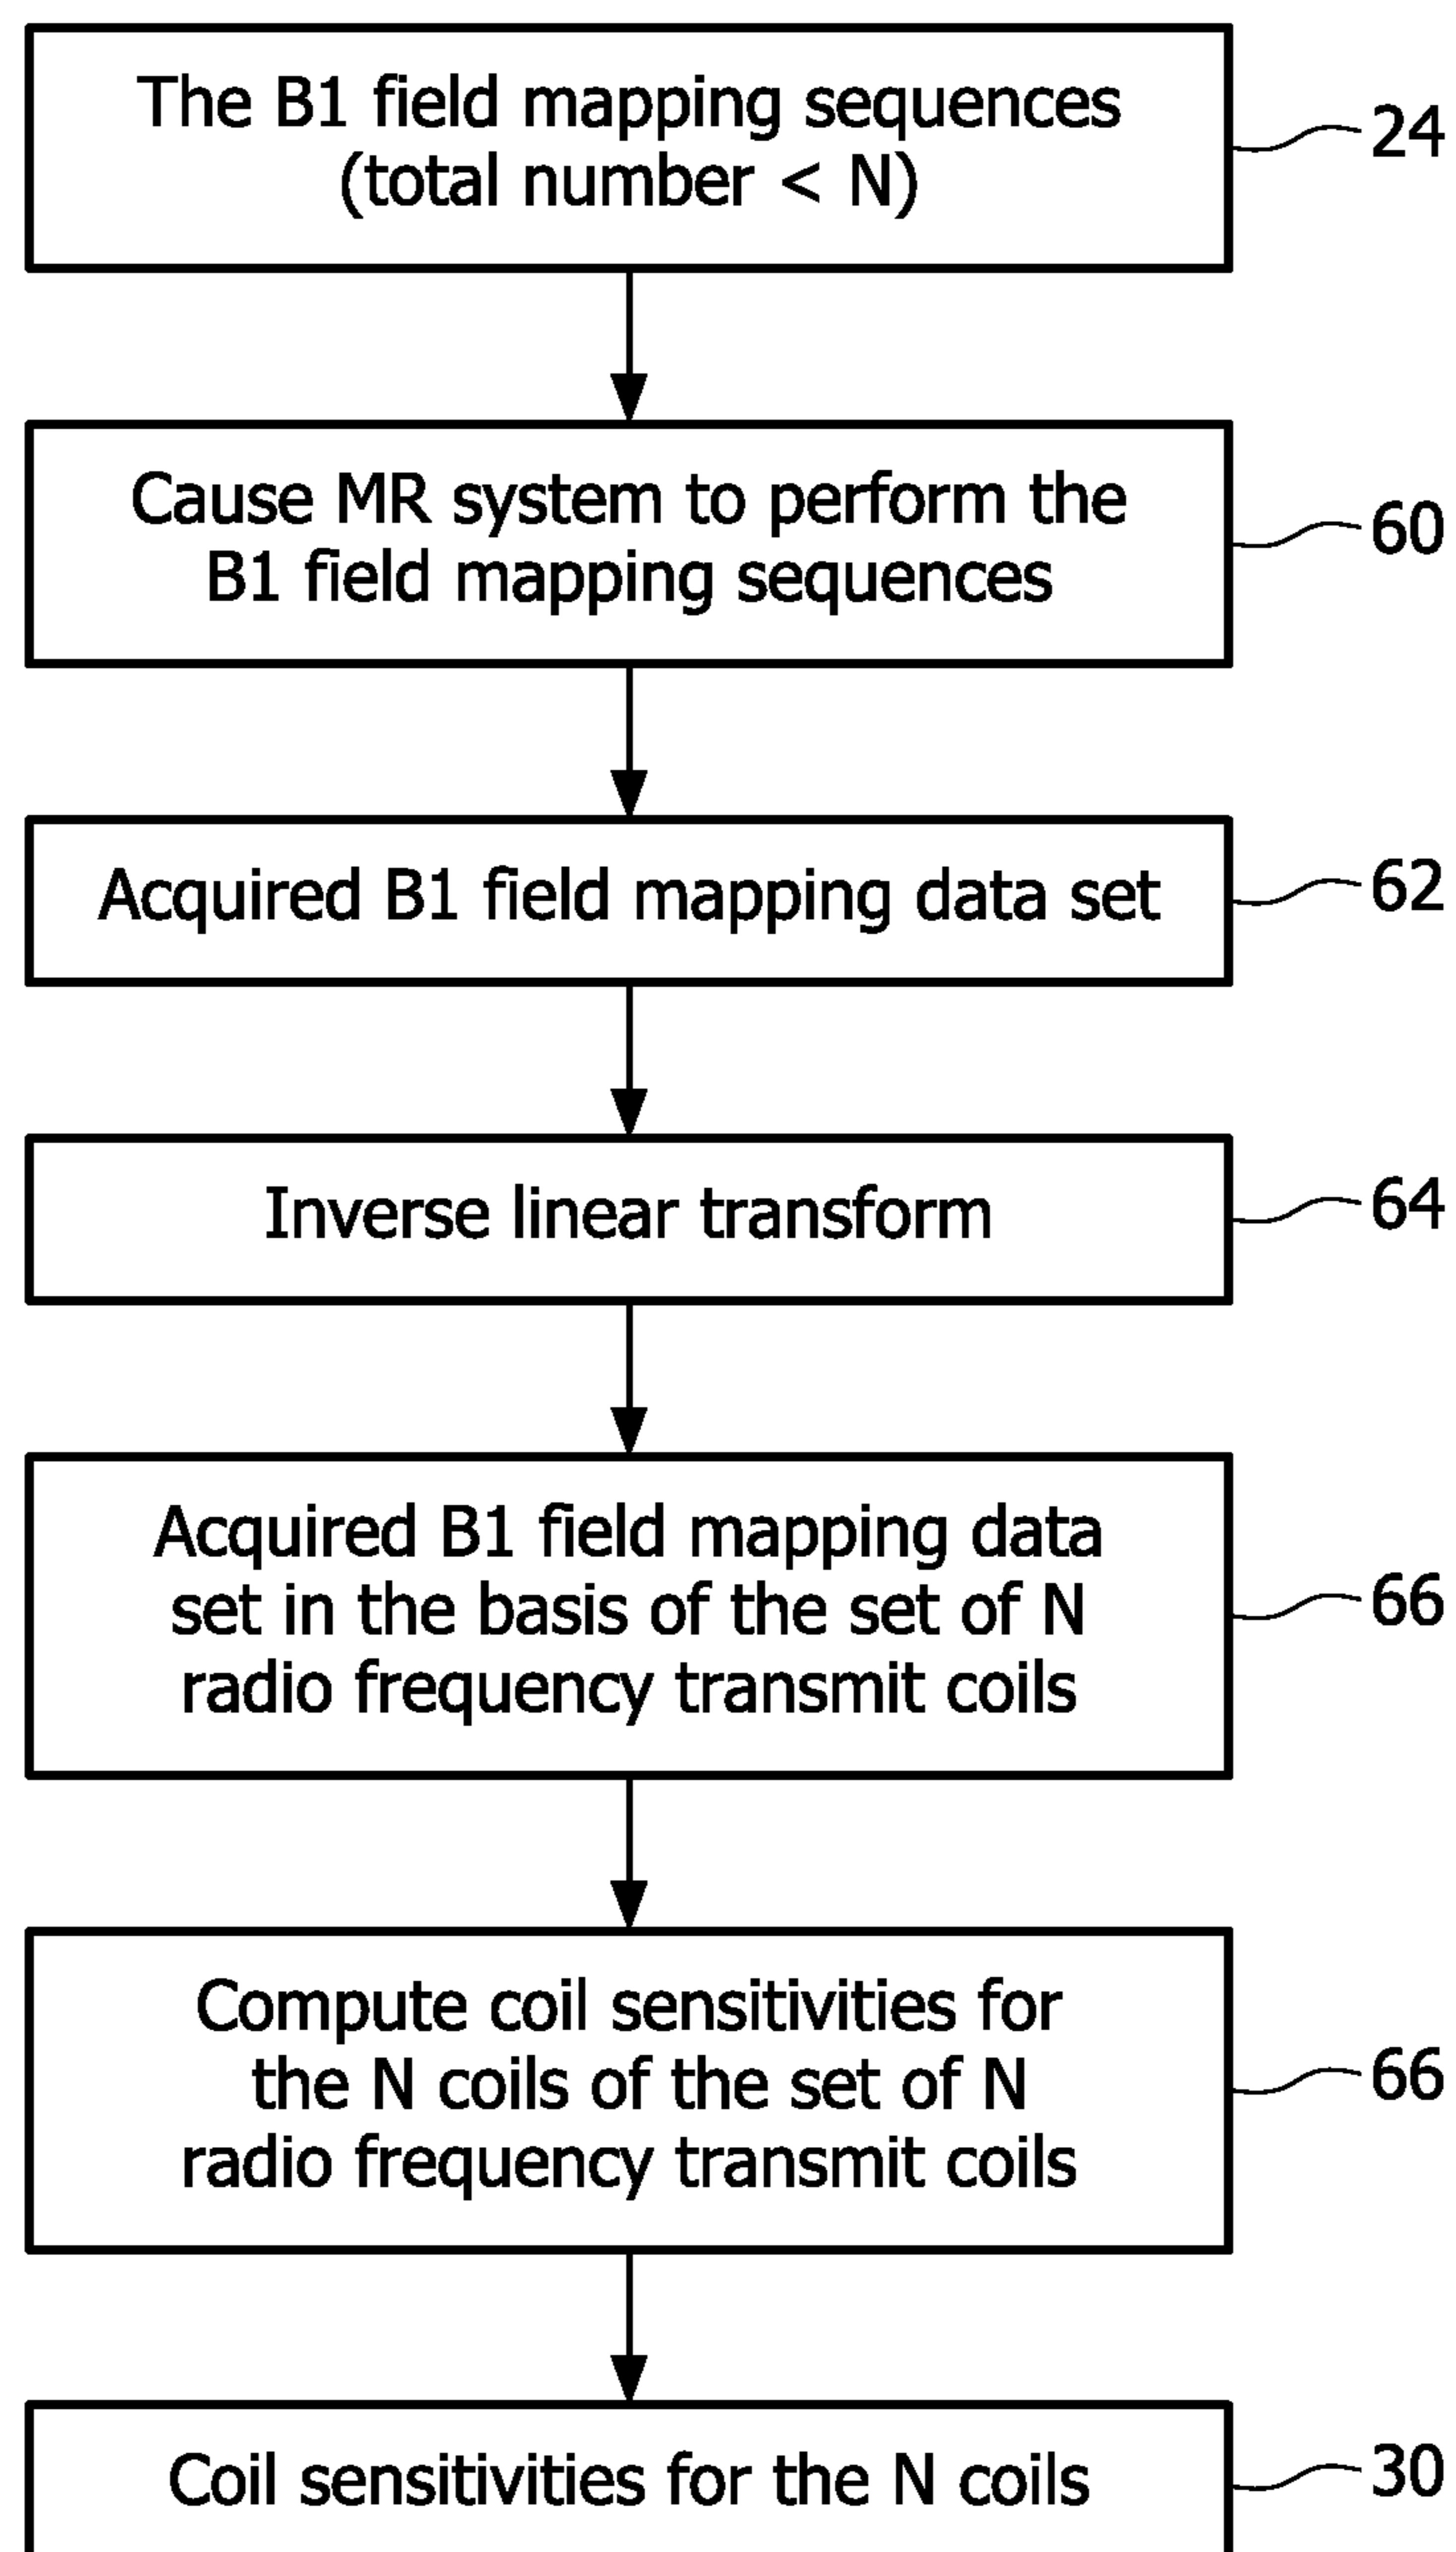 The B1 field mapping sequences
(total number < N)
24
Cause MR system to perform the
B1 field mapping sequences
60
Acquired B1 field mapping data set
62
Inverse linear transform
64
Acquired B1 field mapping data
set in the basis of the set of N
radio frequency transmit coils
66
Compute coil sensitivities for
the N coils of the set of N
radio frequency transmit coils
66
Coil sensitivities for the N coils
30